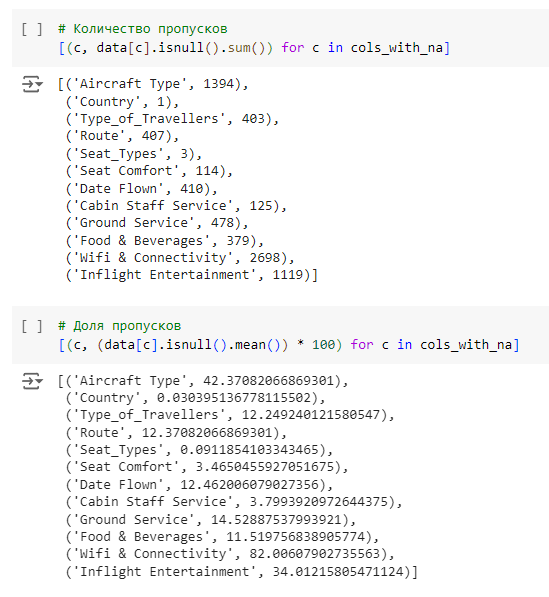 [ ] # Количество пропусков
[(c, data[c].isnull().sum()) for c in cols_with_na]
[('Aircraft Type', 1394),
('Country', 1),
('Type_of_Travellers', 403),
('Route', 407),
('Seat_Types', 3),
('Seat Comfort', 114),
('Date Flown', 410),
('Cabin Staff Service', 125),
('Ground Service', 478),
('Food & Beverages', 379),
('Wifi & Connectivity', 2698),
('Inflight Entertainment', 1119)]
[ ] # Доля пропусков
[(c, (data[c].isnull().mean()) * 100) for c in cols_with_na]
[('Aircraft Type', 42.37082066869301),
('Country', 0.030395136778115502),
('Type_of_Travellers', 12.249240121580547),
('Route', 12.37082066869301),
('Seat_Types', 0.0911854103343465),
('Seat Comfort', 3.4650455927051675),
('Date Flown', 12.462006079027356),
('Cabin Staff Service', 3.7993920972644375),
('Ground Service', 14.52887537993921),
('Food & Beverages', 11.519756838905774),
('Wifi & Connectivity', 82.00607902735563),
('Inflight Entertainment', 34.01215805471124)]